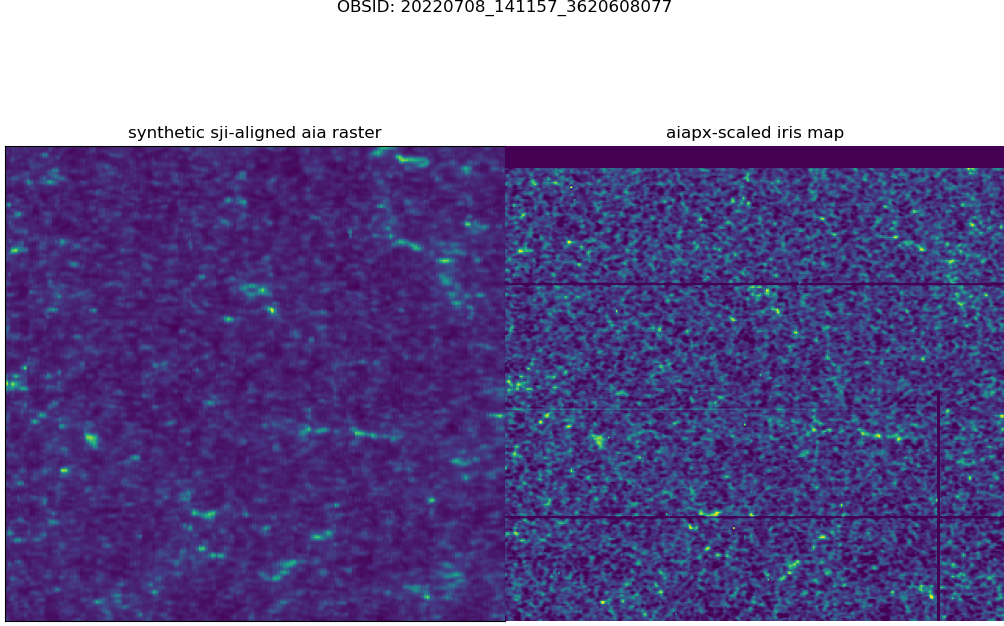 OBSID: 20220708_141157_3620608077
synthetic sji-aligned aia raster
aiapx-scaled iris map